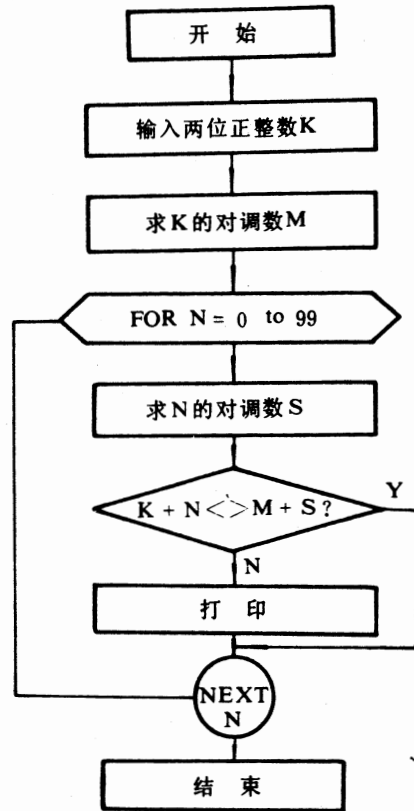 开 始
输入两位正整数K
求K的对调数M
FOR N = 0 to 99
求N的对调数S
K + N <> M + S ?
Y
N
打 印
NEXT
N
结 束